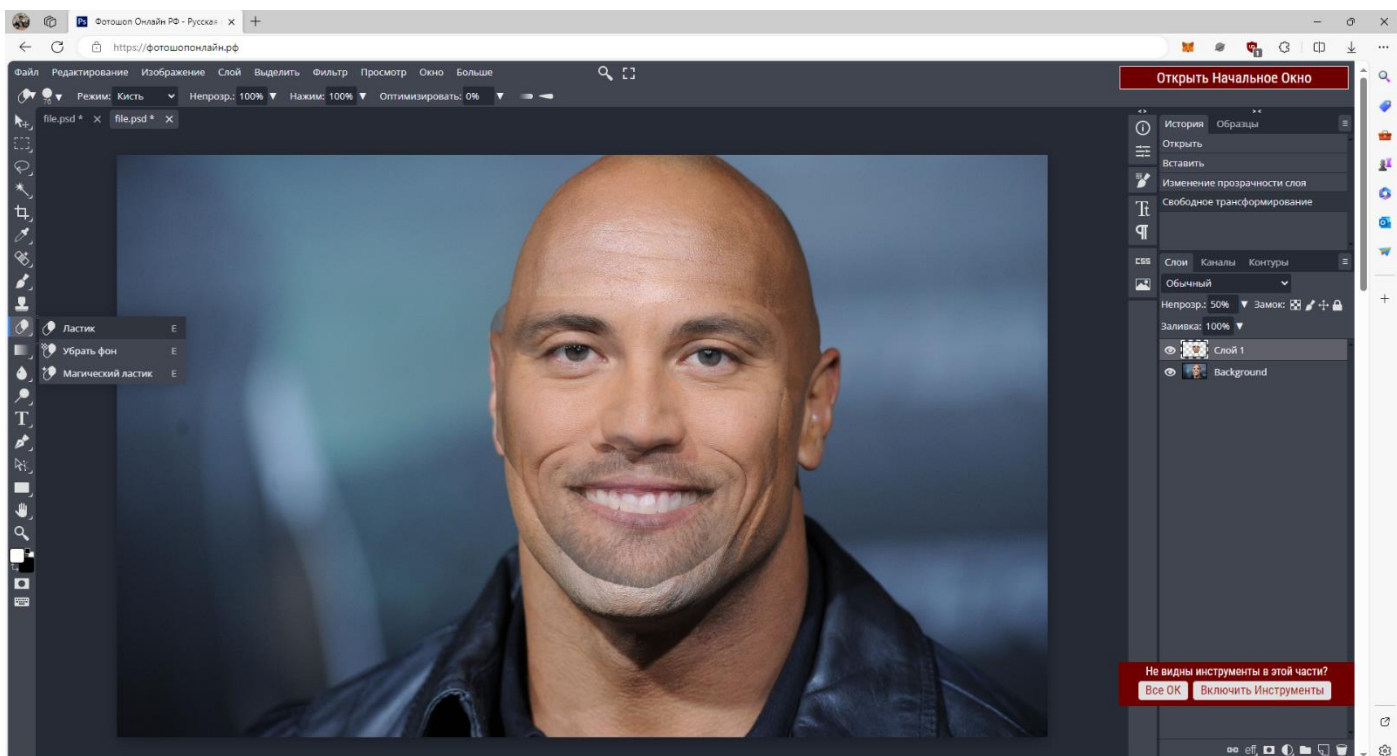 Фотошоп Онлайн РФ - Русская
https://фотошоponлайн.рф
Файл Редактирование Изображение Слой Выделить Фильтр Просмотр Окно Больше
Открыть Начальное Окно
76 Режим: Кисть Непрозр.: 100% Нажим: 100% Оптимизировать: 0%
file.psd * file.psd *
История Образцы
Открыть
Вставить
Изменение прозрачности слоя
Свободное трансформирование
CSS
Слои Каналы Контуры
Обычный
Непрозр.: 50% Замок:
Заливка: 100%
Слой 1
Background
Ластик E
Убрать фон E
Магический ластик E
Не видны инструменты в этой части?
Все ОК Включить Инструменты
eff